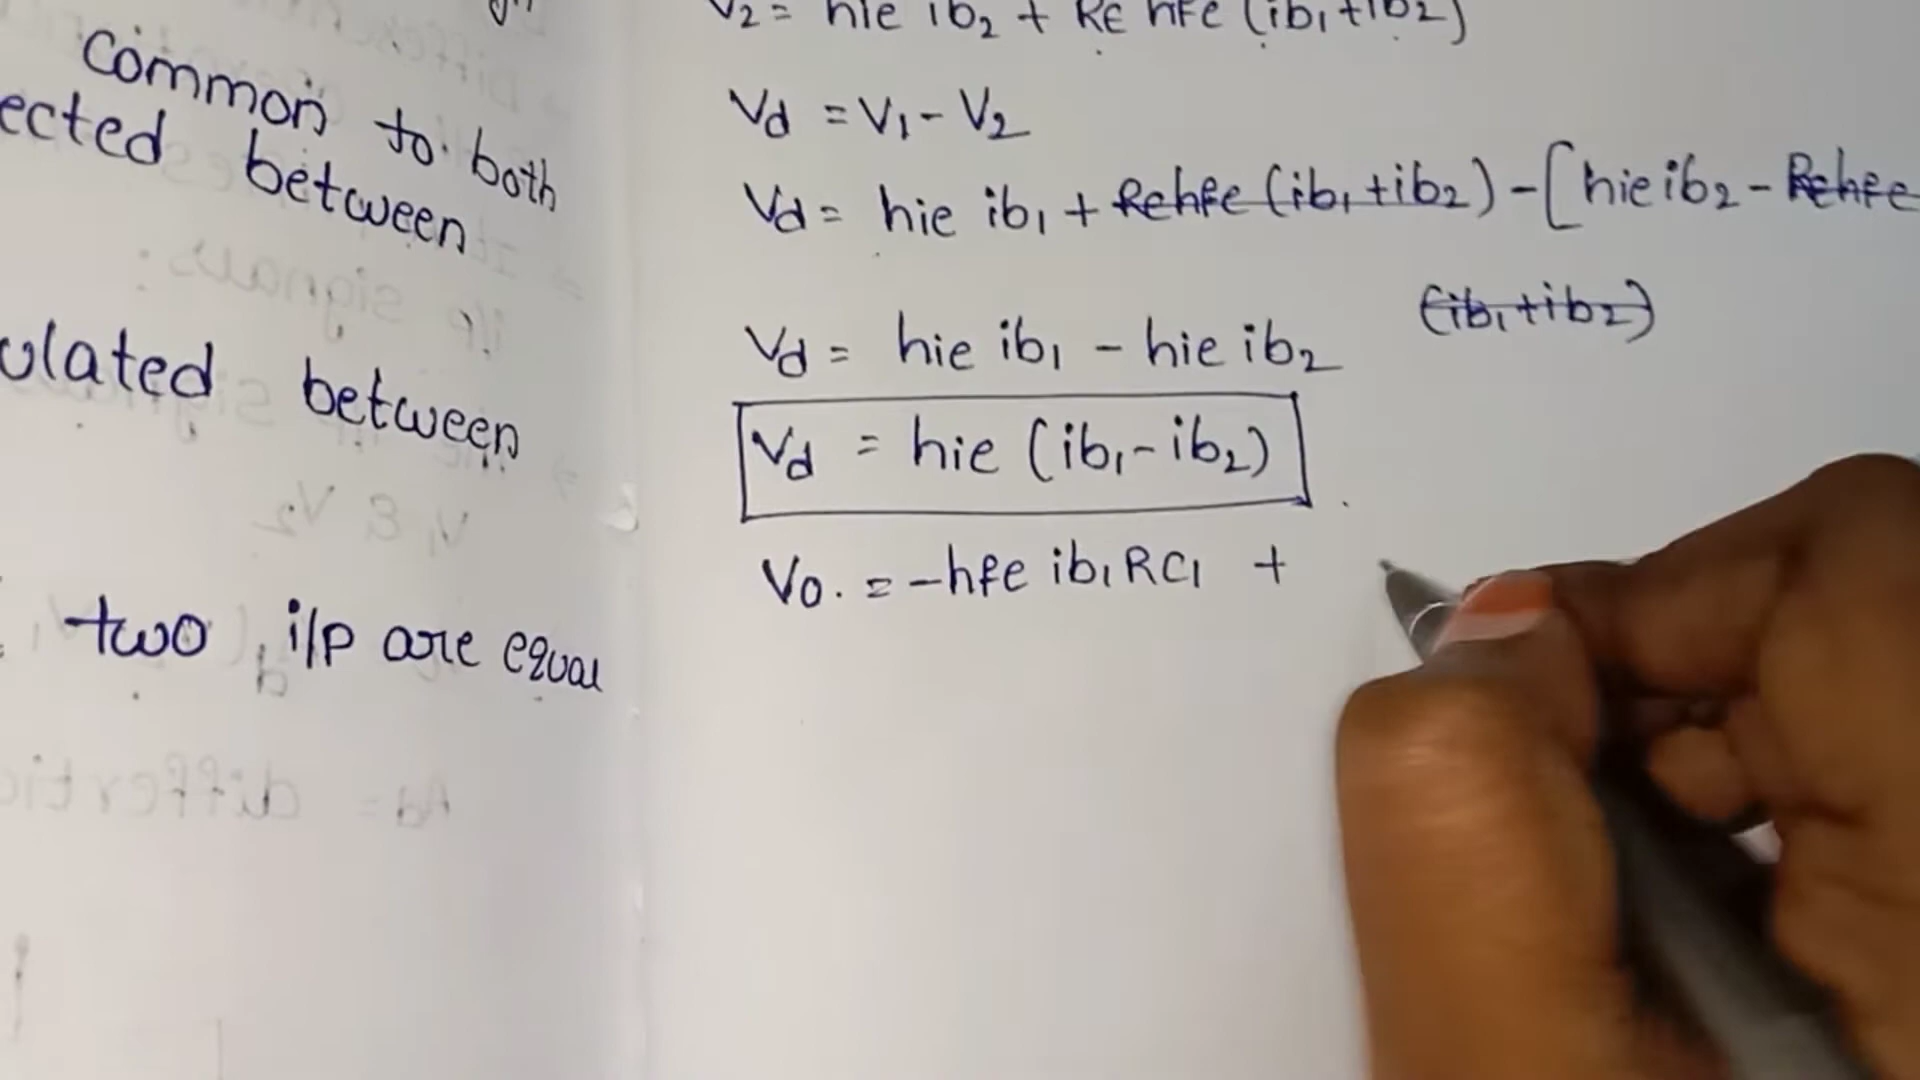 common to both
ected between
ulated between
two i/p are equal
V2 = hie ib2 + RE hfe (ib1+ib2)
Vd = V1 - V2
Vd = hie ib1 + Rehfe (ib1+ib2) - [hie ib2 - Rehfe
(ib1+ib2)
Vd = hie ib1 - hie ib2
Vd = hie (ib1-ib2)
Vo. = -hfe ib1 RC1 +